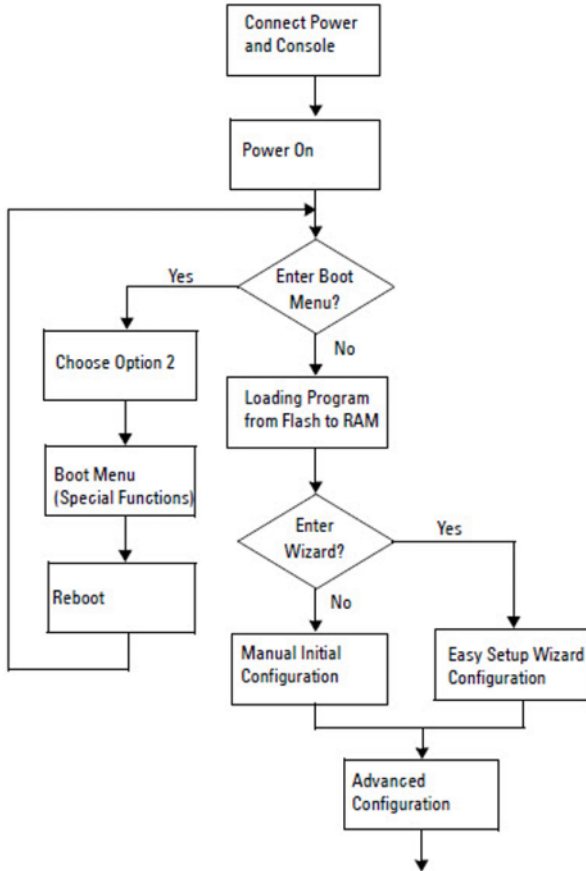 Connect Power
and Console
Power On
Enter Boot
Menu?
Yes
No
Choose Option 2
Loading Program
from Flash to RAM
Boot Menu
(Special Functions)
Enter
Wizard?
Yes
No
Reboot
Manual Initial
Configuration
Easy Setup Wizard
Configuration
Advanced
Configuration